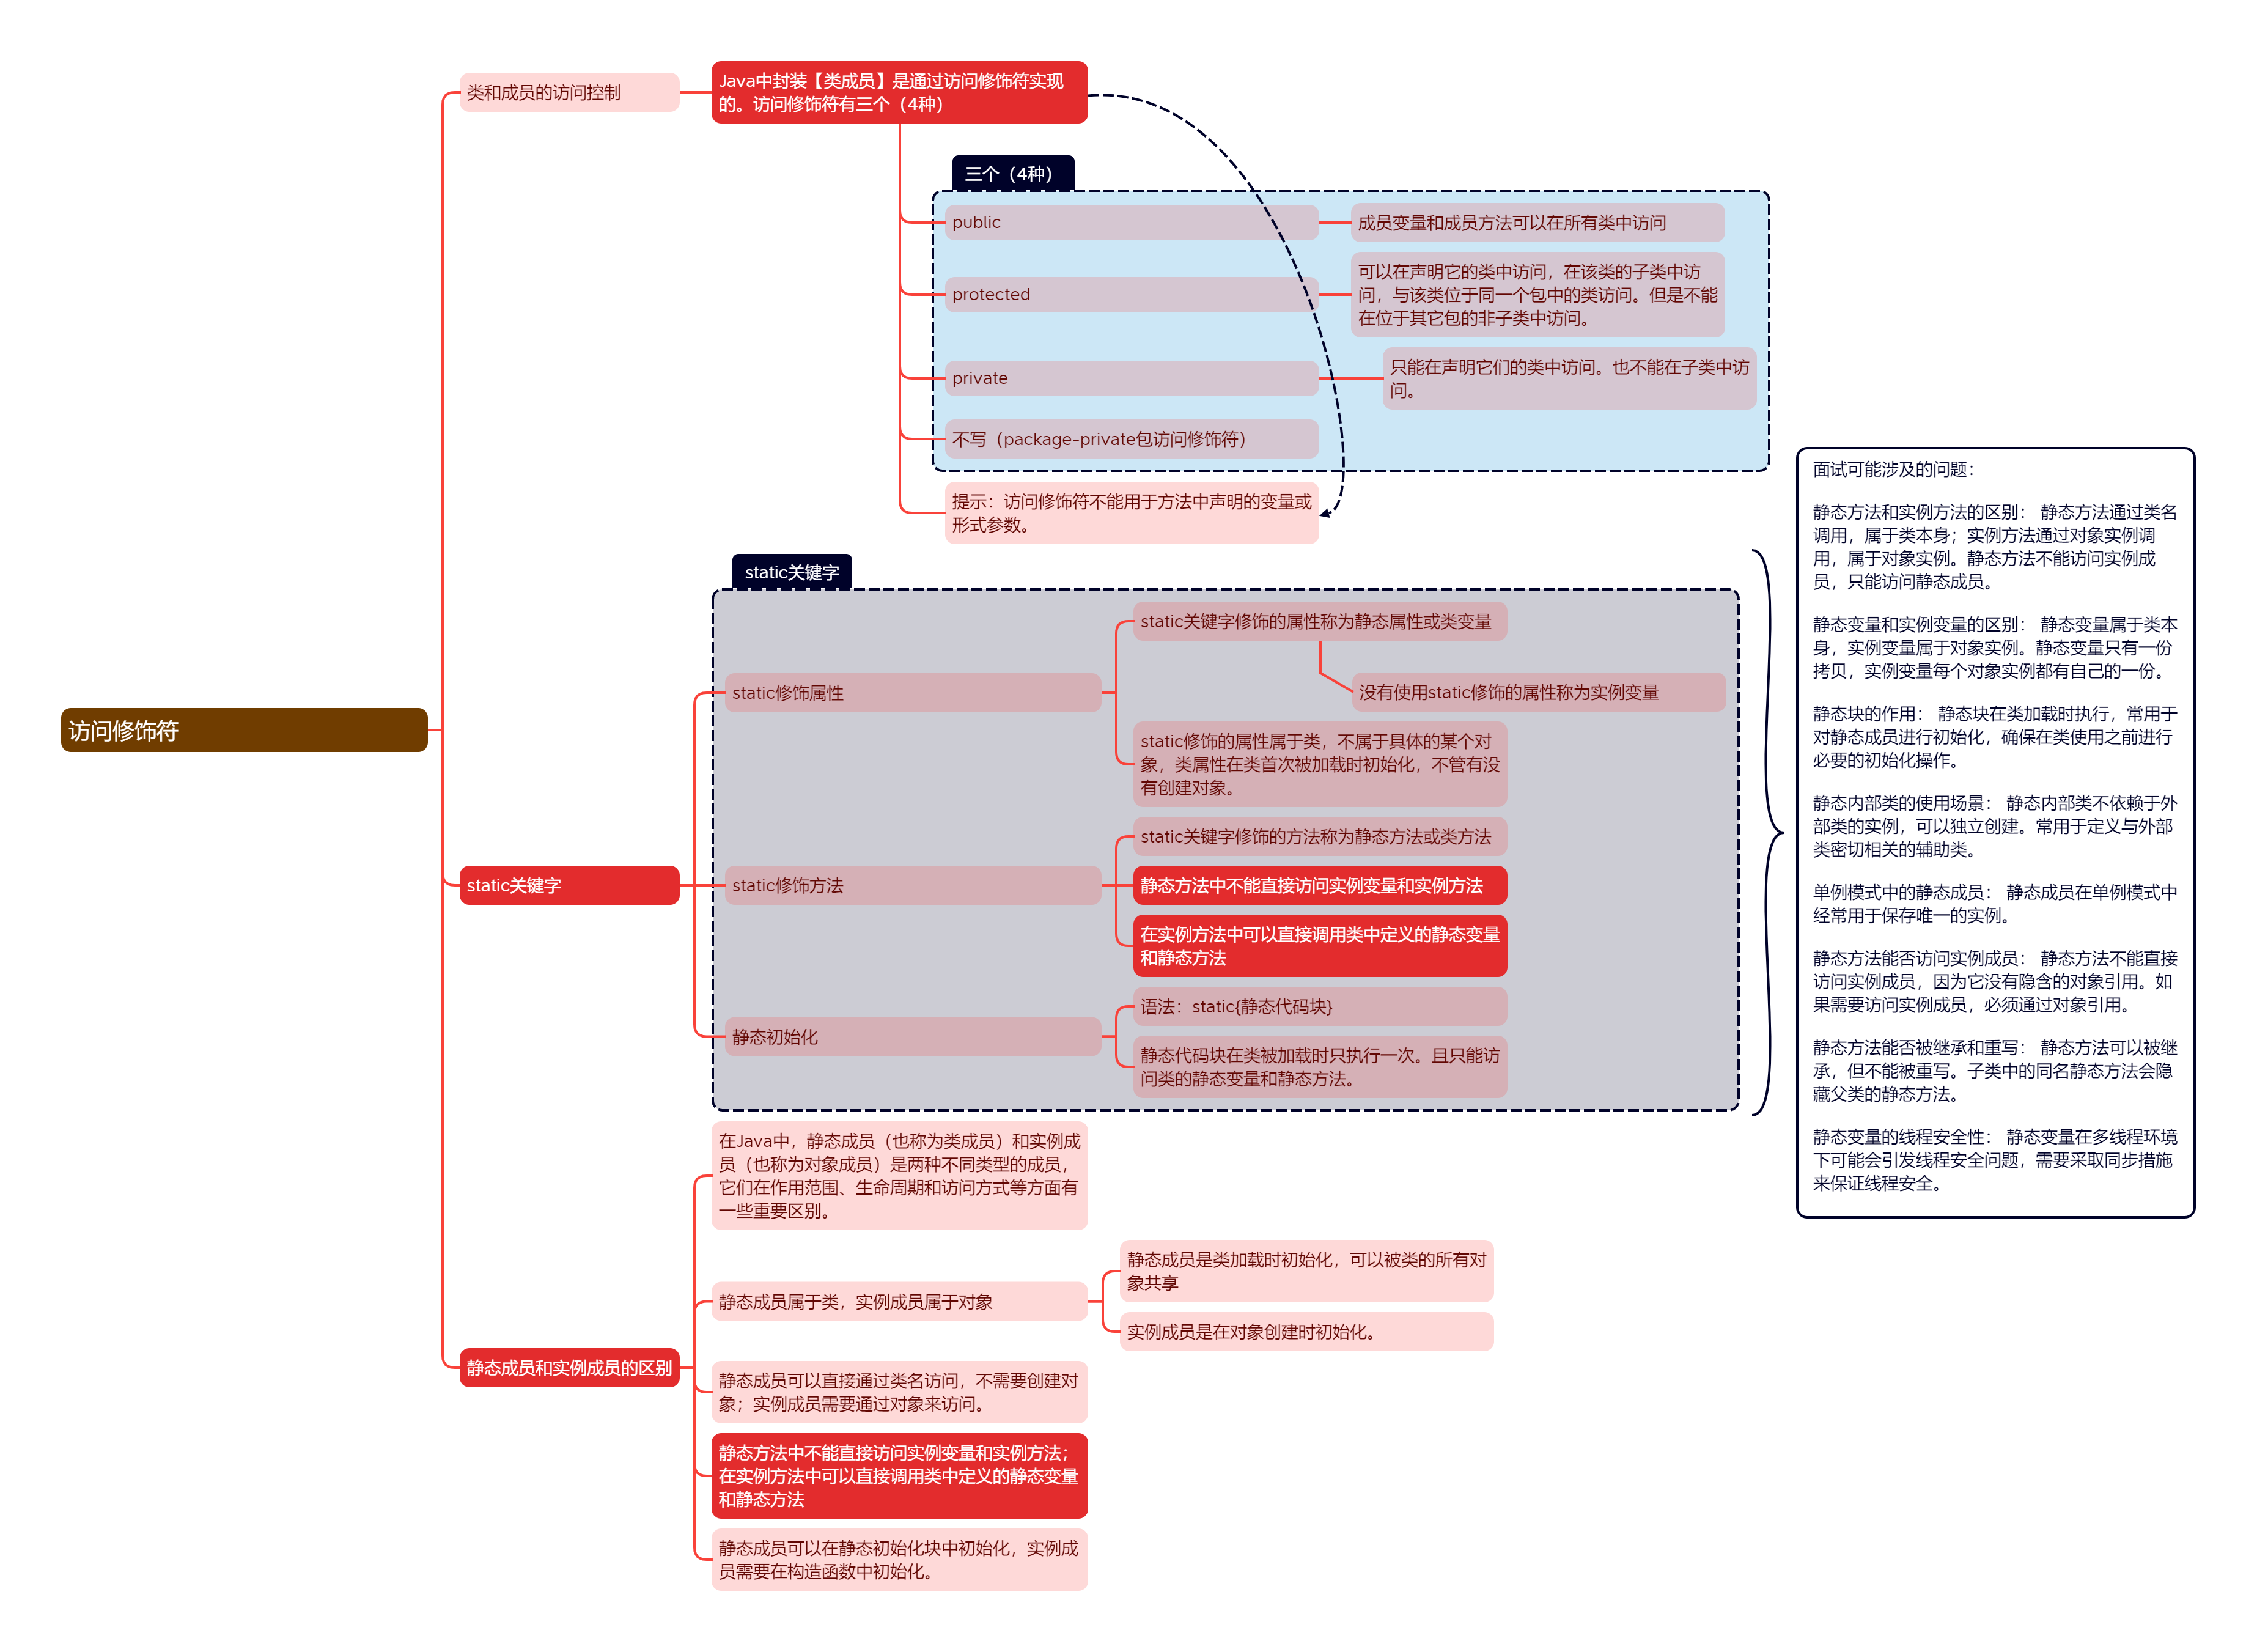 访问修饰符
类和成员的访问控制
Java中封装【类成员】是通过访问修饰符实现
的。访问修饰符有三个（4种）
三个（4种）
public
成员变量和成员方法可以在所有类中访问
protected
可以在声明它的类中访问，在该类的子类中访
问，与该类位于同一个包中的类访问。但是不能
在位于其它包的非子类中访问。
private
只能在声明它们的类中访问。也不能在子类中访
问。
不写（package-private包访问修饰符）
提示：访问修饰符不能用于方法中声明的变量或
形式参数。
static关键字
static关键字
static修饰属性
static关键字修饰的属性称为静态属性或类变量
没有使用static修饰的属性称为实例变量
static修饰的属性属于类，不属于具体的某个对
象，类属性在类首次被加载时初始化，不管有没
有创建对象。
static修饰方法
static关键字修饰的方法称为静态方法或类方法
静态方法中不能直接访问实例变量和实例方法
在实例方法中可以直接调用类中定义的静态变量
和静态方法
静态初始化
语法：static{静态代码块}
静态代码块在类被加载时只执行一次。且只能访
问类的静态变量和静态方法。
面试可能涉及的问题：
静态方法和实例方法的区别： 静态方法通过类名
调用，属于类本身；实例方法通过对象实例调
用，属于对象实例。静态方法不能访问实例成
员，只能访问静态成员。
静态变量和实例变量的区别： 静态变量属于类本
身，实例变量属于对象实例。静态变量只有一份
拷贝，实例变量每个对象实例都有自己的一份。
静态块的作用： 静态块在类加载时执行，常用于
对静态成员进行初始化，确保在类使用之前进行
必要的初始化操作。
静态内部类的使用场景： 静态内部类不依赖于外
部类的实例，可以独立创建。常用于定义与外部
类密切相关的辅助类。
单例模式中的静态成员： 静态成员在单例模式中
经常用于保存唯一的实例。
静态方法能否访问实例成员： 静态方法不能直接
访问实例成员，因为它没有隐含的对象引用。如
果需要访问实例成员，必须通过对象引用。
静态方法能否被继承和重写： 静态方法可以被继
承，但不能被重写。子类中的同名静态方法会隐
藏父类的静态方法。
静态变量的线程安全性： 静态变量在多线程环境
下可能会引发线程安全问题，需要采取同步措施
来保证线程安全。
静态成员和实例成员的区别
在Java中，静态成员（也称为类成员）和实例成
员（也称为对象成员）是两种不同类型的成员，
它们在作用范围、生命周期和访问方式等方面有
一些重要区别。
静态成员属于类，实例成员属于对象
静态成员是类加载时初始化，可以被类的所有对
象共享
实例成员是在对象创建时初始化。
静态成员可以直接通过类名访问，不需要创建对
象；实例成员需要通过对象来访问。
静态方法中不能直接访问实例变量和实例方法；
在实例方法中可以直接调用类中定义的静态变量
和静态方法
静态成员可以在静态初始化块中初始化，实例成
员需要在构造函数中初始化。